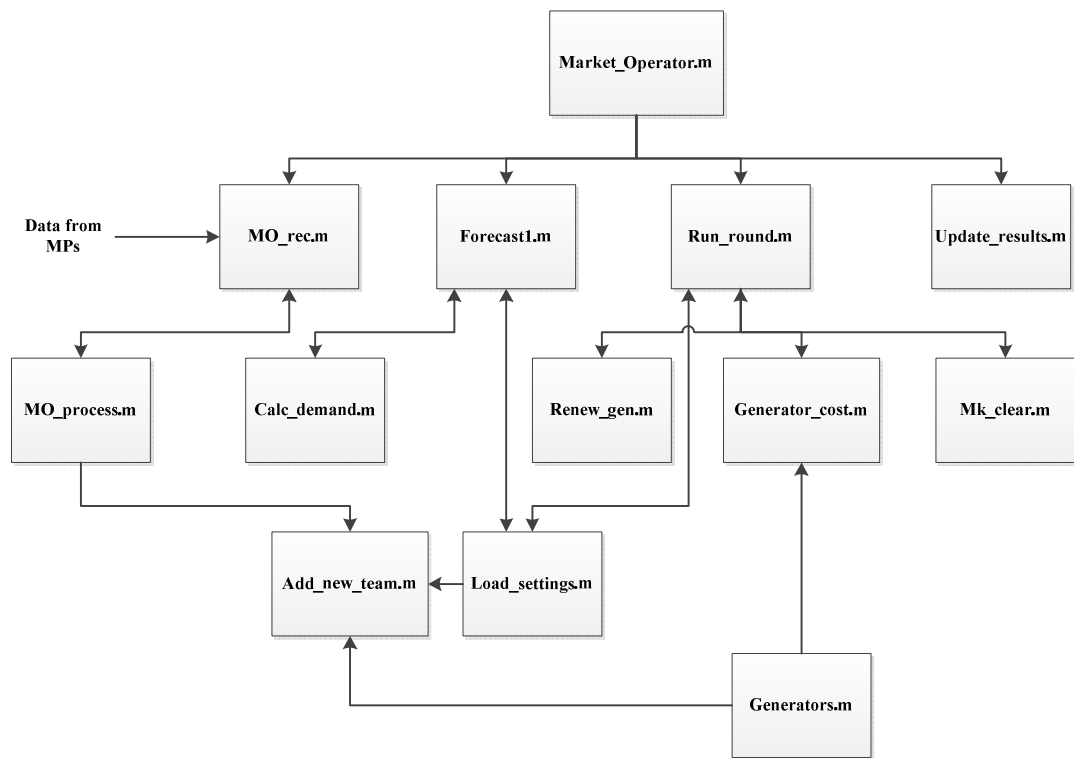 Market_Operator.m
Data from
MPs
MO_rec.m
Forecast1.m
Run_round.m
Update_results.m
MO_process.m
Calc_demand.m
Renew_gen.m
Generator_cost.m
Mk_clear.m
Add_new_team.m
Load_settings.m
Generators.m